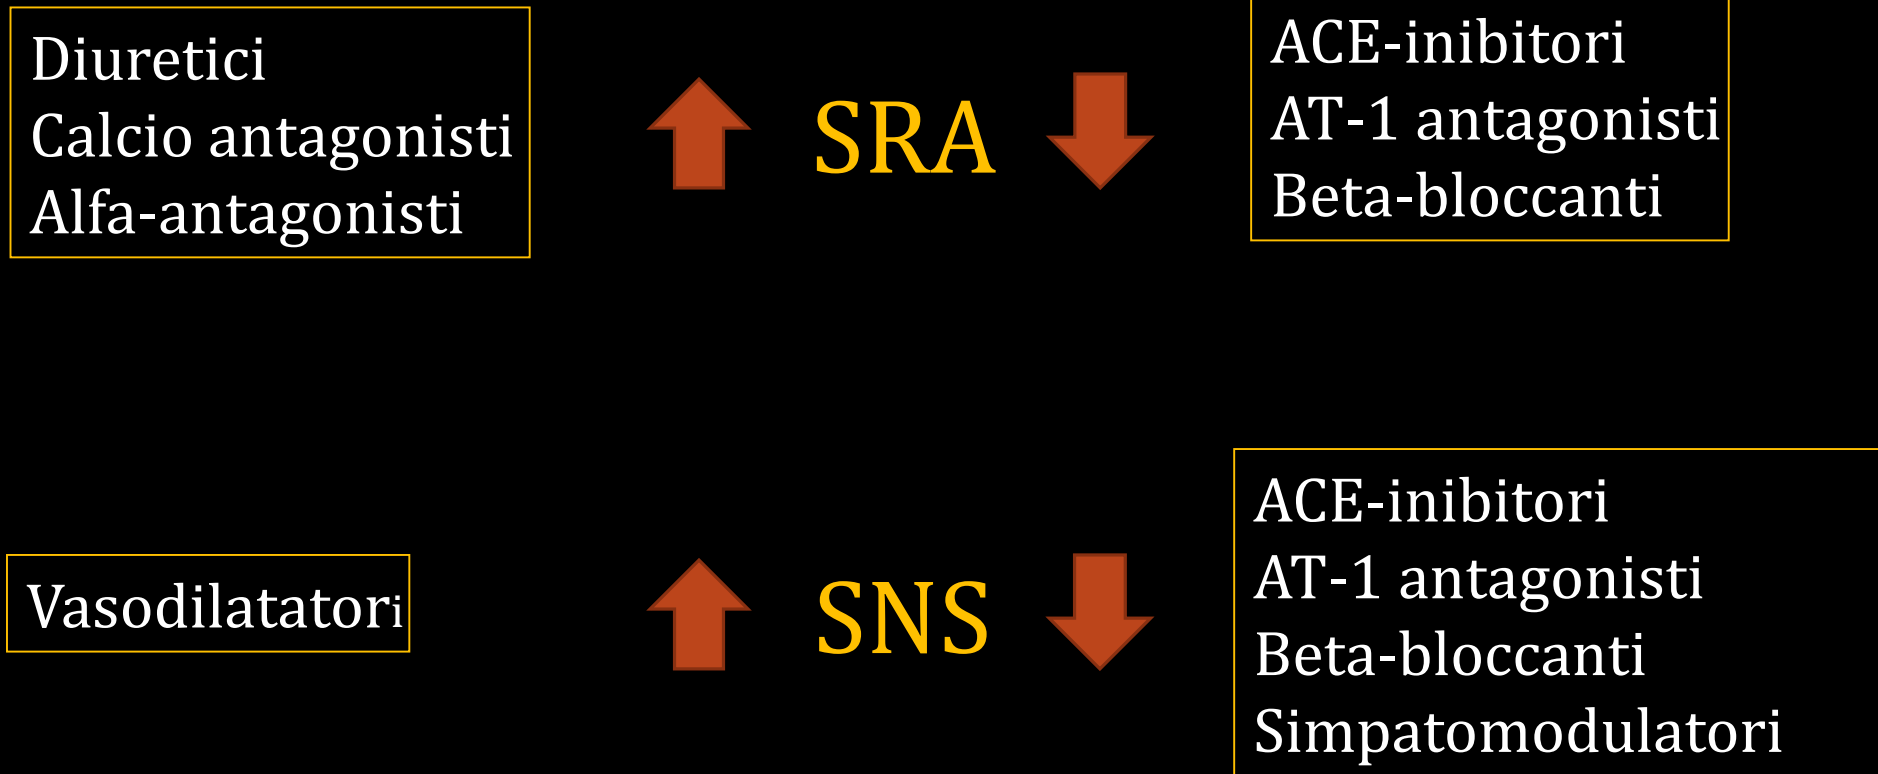 Diuretici
Calcio antagonisti
Alfa-antagonisti
SRA
ACE-inibitori
AT-1 antagonisti
Beta-bloccanti
Vasodilatatori
SNS
ACE-inibitori
AT-1 antagonisti
Beta-bloccanti
Simpatomodulatori